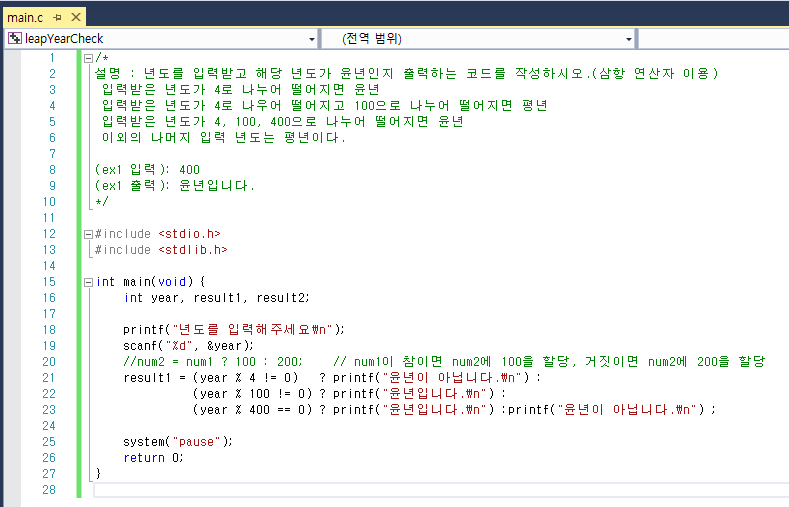 main.c
leapYearCheck (전역 범위)
1 /*
2 설명 : 년도를 입력받고 해당 년도가 윤년인지 출력하는 코드를 작성하시오.(삼항 연산자 이용)
3 입력받은 년도가 4로 나누어 떨어지면 윤년
4 입력받은 년도가 4로 나우어 떨어지고 100으로 나누어 떨어지면 평년
5 입력받은 년도가 4, 100, 400으로 나누어 떨어지면 윤년
6 이외의 나머지 입력 년도는 평년이다.
7
8 (ex1 입력): 400
9 (ex1 출력): 윤년입니다.
10 */
11
12 #include <stdio.h>
13 #include <stdlib.h>
14
15 int main(void) {
16 int year, result1, result2;
17
18 printf("년도를 입력해주세요₩n");
19 scanf("%d", &year);
20 //num2 = num1 ? 100 : 200; // num1이 참이면 num2에 100을 할당, 거짓이면 num2에 200을 할당
21 result1 = (year % 4 != 0) ? printf("윤년이 아닙니다.₩n") :
22 (year % 100 != 0) ? printf("윤년입니다.₩n") :
23 (year % 400 == 0) ? printf("윤년입니다.₩n") :printf("윤년이 아닙니다.₩n") ;
24
25 system("pause");
26 return 0;
27 }
28